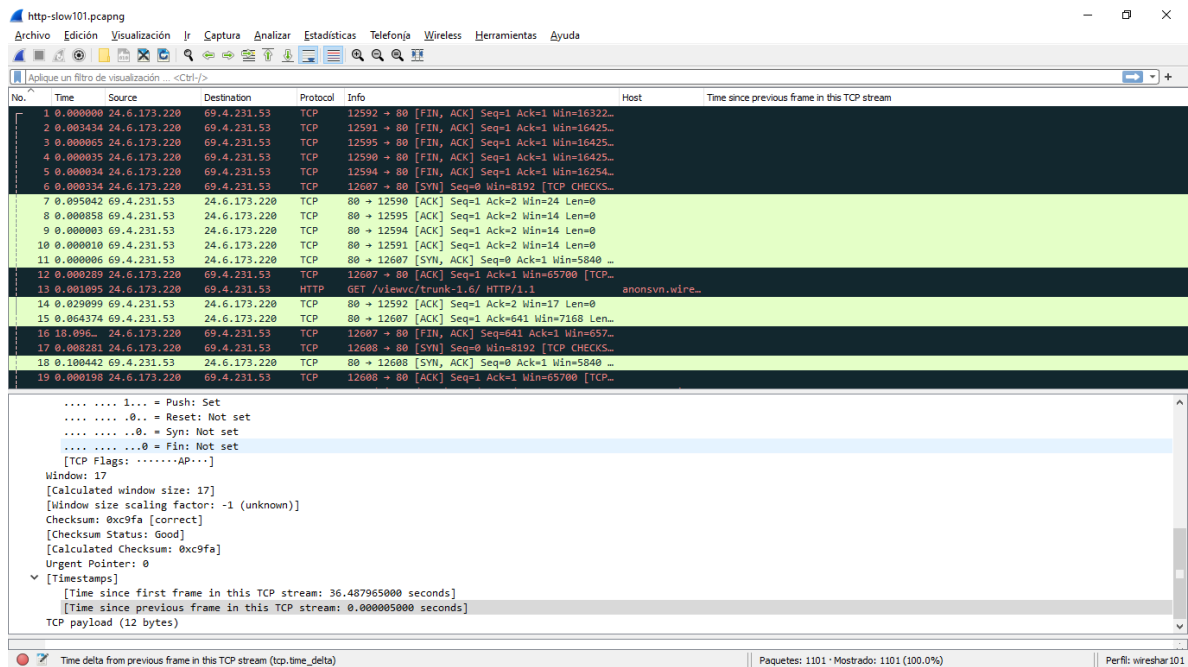 http-slow101.pcapng
Archivo Edición Visualización Ir Captura Analizar Estadísticas Telefonía Wireless Herramientas Ayuda
Aplique un filtro de visualización … <Ctrl-/>
No. Time Source Destination Protocol Info Host Time since previous frame in this TCP stream
1 0.000000 24.6.173.220 69.4.231.53 TCP 12592 → 80 [FIN, ACK] Seq=1 Ack=1 Win=16322…
2 0.003434 24.6.173.220 69.4.231.53 TCP 12591 → 80 [FIN, ACK] Seq=1 Ack=1 Win=16425…
3 0.000065 24.6.173.220 69.4.231.53 TCP 12595 → 80 [FIN, ACK] Seq=1 Ack=1 Win=16425…
4 0.000035 24.6.173.220 69.4.231.53 TCP 12590 → 80 [FIN, ACK] Seq=1 Ack=1 Win=16425…
5 0.000034 24.6.173.220 69.4.231.53 TCP 12594 → 80 [FIN, ACK] Seq=1 Ack=1 Win=16254…
6 0.000334 24.6.173.220 69.4.231.53 TCP 12607 → 80 [SYN] Seq=0 Win=8192 [TCP CHECKS…
7 0.095042 69.4.231.53 24.6.173.220 TCP 80 → 12590 [ACK] Seq=1 Ack=2 Win=24 Len=0
8 0.000858 69.4.231.53 24.6.173.220 TCP 80 → 12595 [ACK] Seq=1 Ack=2 Win=14 Len=0
9 0.000003 69.4.231.53 24.6.173.220 TCP 80 → 12594 [ACK] Seq=1 Ack=2 Win=14 Len=0
10 0.000010 69.4.231.53 24.6.173.220 TCP 80 → 12591 [ACK] Seq=1 Ack=2 Win=14 Len=0
11 0.000006 69.4.231.53 24.6.173.220 TCP 80 → 12607 [SYN, ACK] Seq=0 Ack=1 Win=5840 …
12 0.000289 24.6.173.220 69.4.231.53 TCP 12607 → 80 [ACK] Seq=1 Ack=1 Win=65700 [TCP…
13 0.001095 24.6.173.220 69.4.231.53 HTTP GET /viewvc/trunk-1.6/ HTTP/1.1 anonsvn.wire…
14 0.029099 69.4.231.53 24.6.173.220 TCP 80 → 12592 [ACK] Seq=1 Ack=2 Win=17 Len=0
15 0.064374 69.4.231.53 24.6.173.220 TCP 80 → 12607 [ACK] Seq=1 Ack=641 Win=7168 Len…
16 18.096… 24.6.173.220 69.4.231.53 TCP 12607 → 80 [FIN, ACK] Seq=641 Ack=1 Win=657…
17 0.008281 24.6.173.220 69.4.231.53 TCP 12608 → 80 [SYN] Seq=0 Win=8192 [TCP CHECKS…
18 0.100442 69.4.231.53 24.6.173.220 TCP 80 → 12608 [SYN, ACK] Seq=0 Ack=1 Win=5840 …
19 0.000198 24.6.173.220 69.4.231.53 TCP 12608 → 80 [ACK] Seq=1 Ack=1 Win=65700 [TCP…
.... .... 1... = Push: Set
.... .... .0.. = Reset: Not set
.... .... ..0. = Syn: Not set
.... .... ...0 = Fin: Not set
[TCP Flags: ·······AP···]
Window: 17
[Calculated window size: 17]
[Window size scaling factor: -1 (unknown)]
Checksum: 0xc9fa [correct]
[Checksum Status: Good]
[Calculated Checksum: 0xc9fa]
Urgent Pointer: 0
[Timestamps]
[Time since first frame in this TCP stream: 36.487965000 seconds]
[Time since previous frame in this TCP stream: 0.000005000 seconds]
TCP payload (12 bytes)
Time delta from previous frame in this TCP stream (tcp.time_delta) Paquetes: 1101 · Mostrado: 1101 (100.0%) Perfil: wireshar101